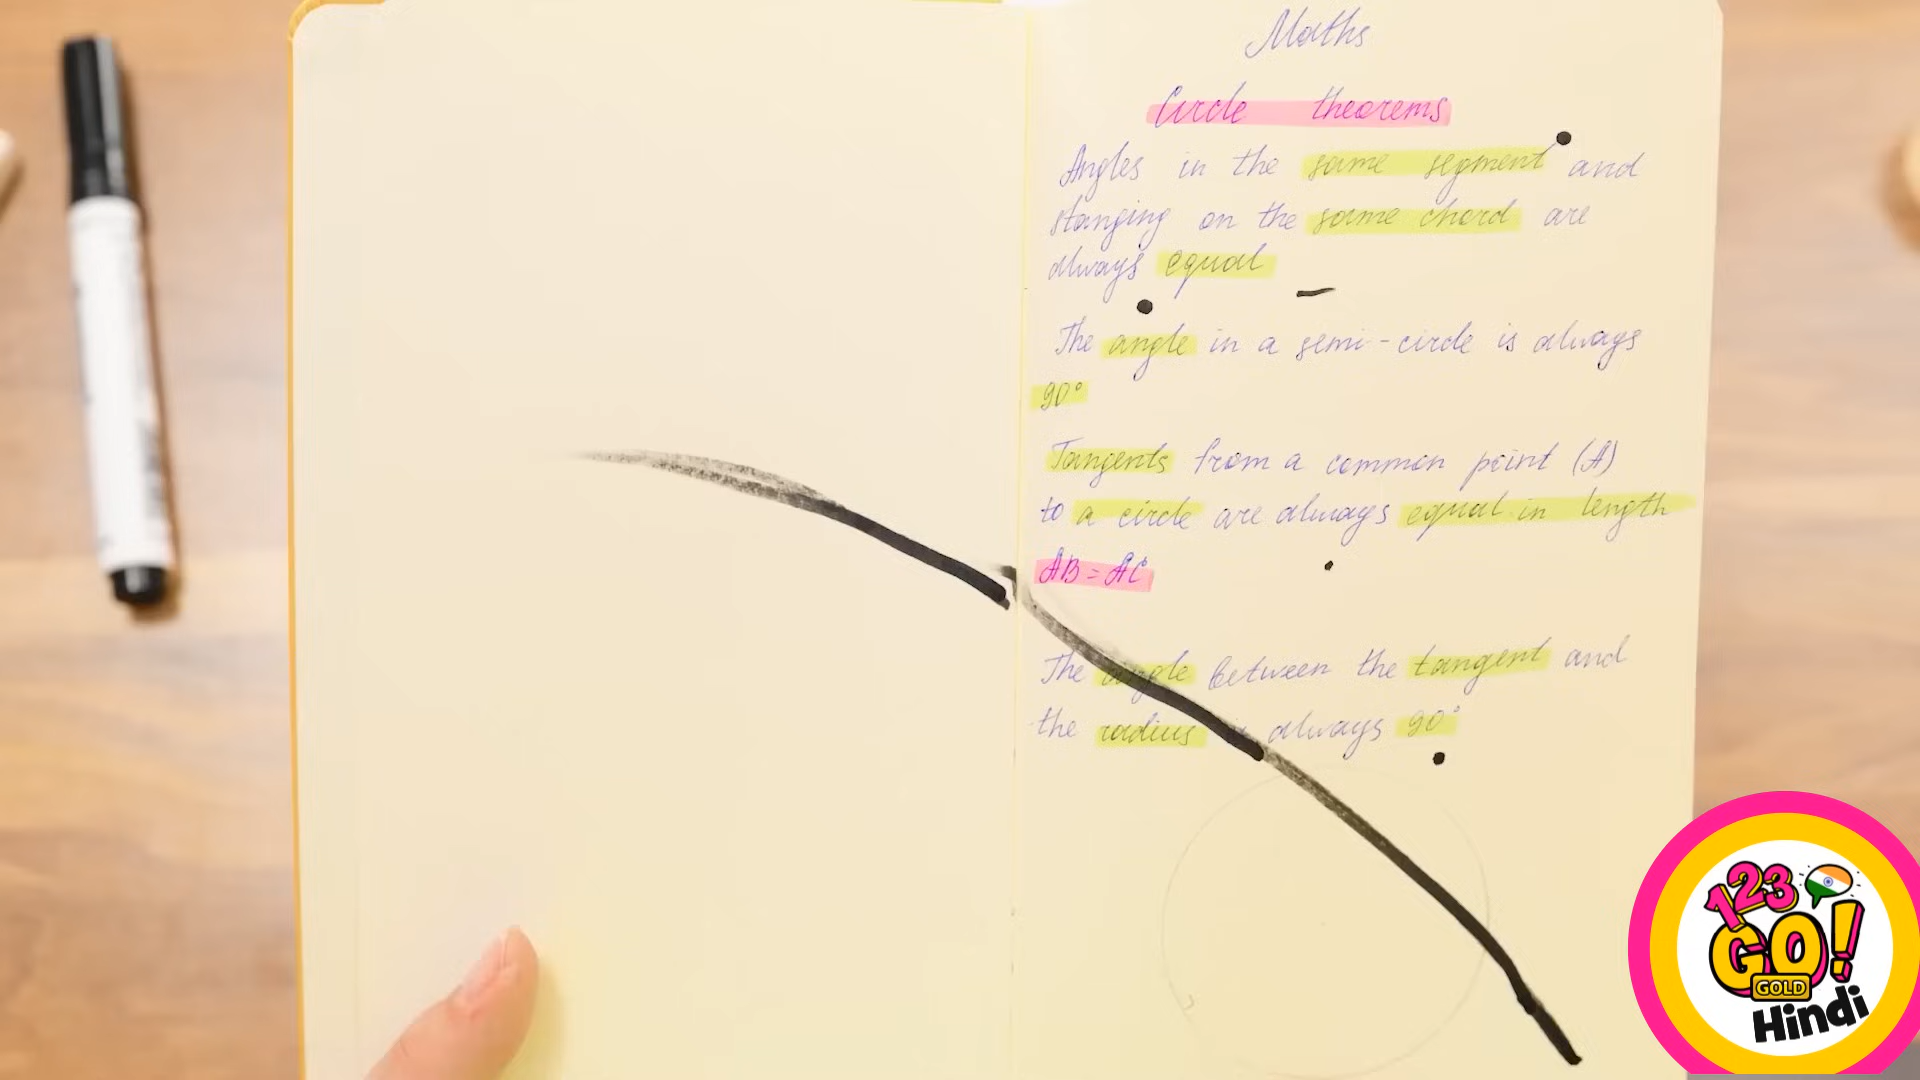 Maths
Circle theorems
Angles in the same segment and
stanging on the same chord are
always equal
The angle in a semi-circle is always
90°
Tangents from a common point (A)
to a circle are always equal in length
AB = AC
The angle between the tangent and
the radius is always 90°
123
GO!
GOLD
Hindi